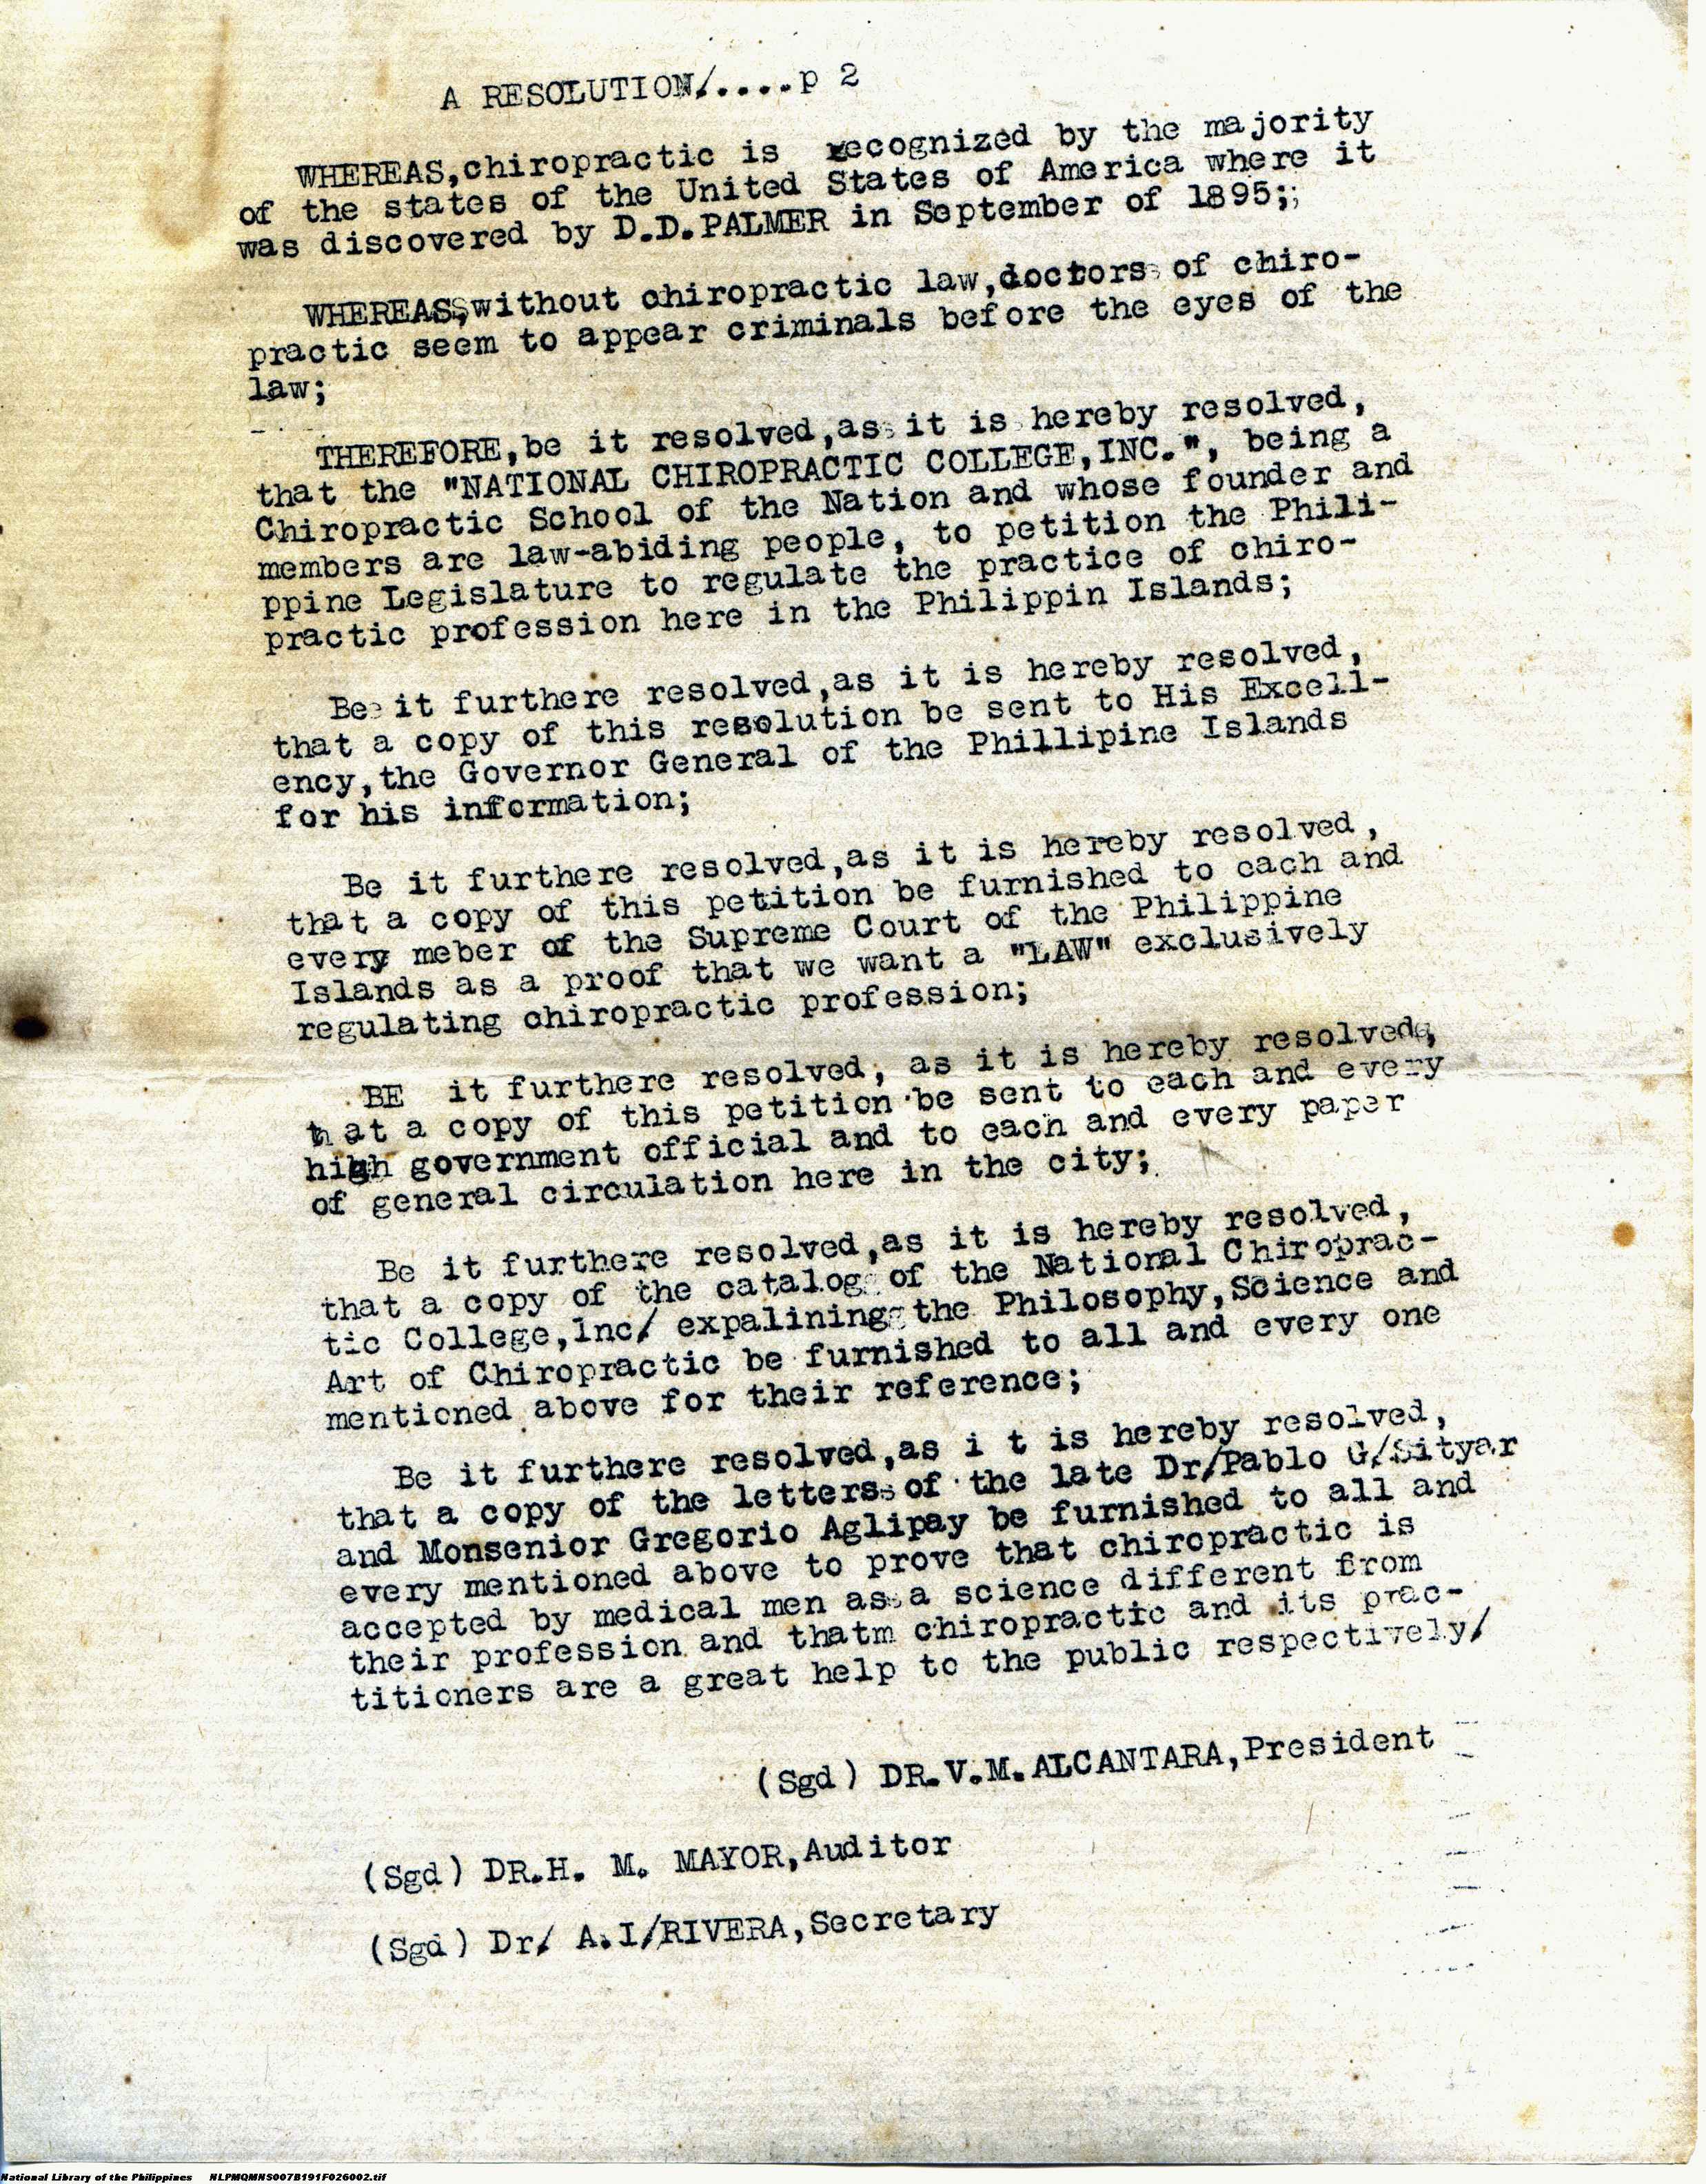 A RESOLUTION/....p 2
WHEREAS,chiropractic is recognized by the majority
of the states of the United States of America where it
was discovered by D.D.PALMER in September of 1895;;
WHEREAS,without chiropractic law,doctors of chiro-
practic seem to appear criminals before the eyes of the
law;
THEREFORE,be it resolved,as it is hereby resolved,
that the "NATIONAL CHIROPRACTIC COLLEGE,INC.", being a
Chiropractic School of the Nation and whose founder and
members are law-abiding people, to petition the Phili-
ppine Legislature to regulate the practice of chiro-
practic profession here in the Philippin Islands;
Be it furthere resolved,as it is hereby resolved,
that a copy of this resolution be sent to His Excell-
ency,the Governor General of the Phillipine Islands
for his information;
Be it furthere resolved,as it is hereby resolved,
that a copy of this petition be furnished to each and
every meber of the Supreme Court of the Philippine
Islands as a proof that we want a "LAW" exclusively
regulating chiropractic profession;
BE it furthere resolved, as it is hereby resolved,
that a copy of this petition be sent to each and every
high government official and to each and every paper
of general circulation here in the city;
Be it furthere resolved,as it is hereby resolved,
that a copy of the catalog of the National Chiroprac-
tic College,Inc/ expalining the Philosophy,Science and
Art of Chiropractic be furnished to all and every one
mentioned above for their reference;
Be it furthere resolved,as i t is hereby resolved,
that a copy of the letters of the late Dr/Pablo G/Sityar
and Monsenior Gregorio Aglipay be furnished to all and
every mentioned above to prove that chiropractic is
accepted by medical men as a science different from
their profession and thatm chiropractic and its prac-
titioners are a great help to the public respectively/
(Sgd) DR.V.M.ALCANTARA,President
(Sgd) DR.H. M. MAYOR,Auditor
(Sgd) Dr/ A.I/RIVERA,Secretary
National Library of the Philippines NLPMQMNS007B191F026002.tif